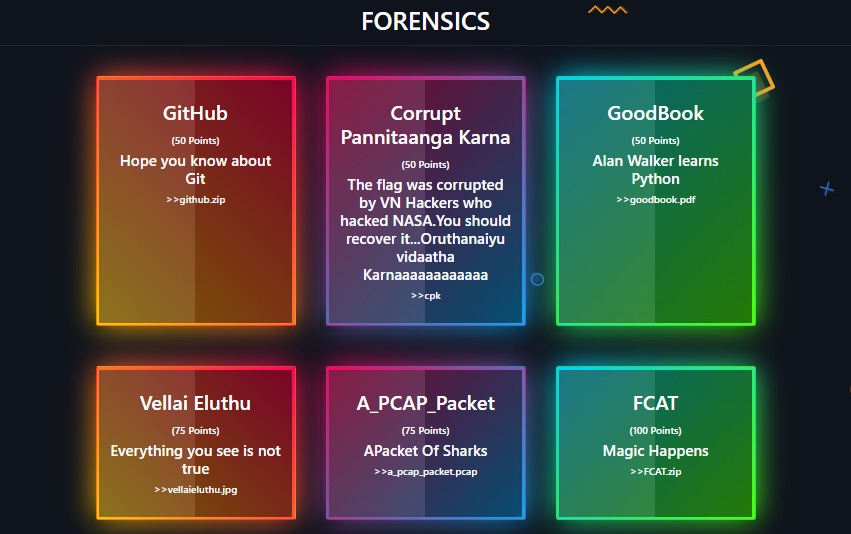 FORENSICS
GitHub
(50 Points)
Hope you know about
Git
>>github.zip
Corrupt
Pannitaanga Karna
(50 Points)
The flag was corrupted
by VN Hackers who
hacked NASA.You should
recover it...Oruthanaiyu
vidaatha
Karnaaaaaaaaaaaa
>>cpk
GoodBook
(50 Points)
Alan Walker learns
Python
>>goodbook.pdf
Vellai Eluthu
(75 Points)
Everything you see is not
true
>>vellaieluthu.jpg
A_PCAP_Packet
(75 Points)
APacket Of Sharks
>>a_pcap_packet.pcap
FCAT
(100 Points)
Magic Happens
>>FCAT.zip